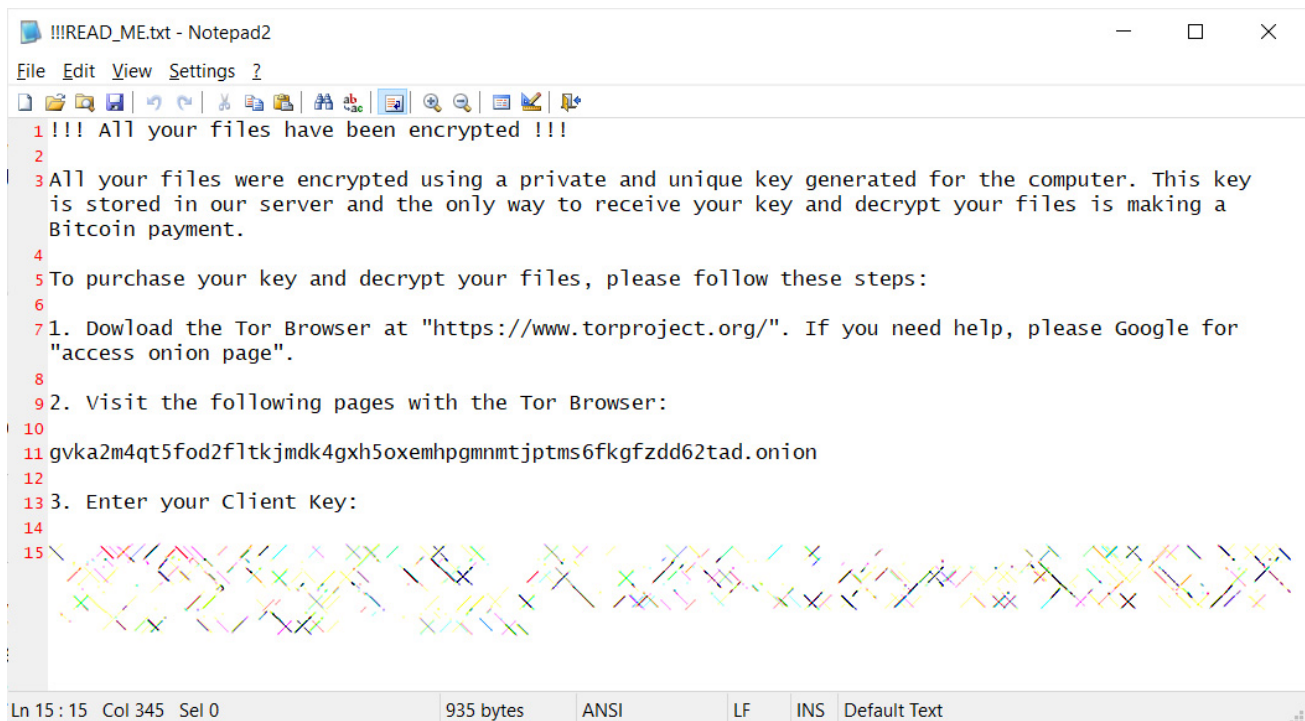 !!!READ_ME.txt - Notepad2
File Edit View Settings ?
1 !!! All your files have been encrypted !!!
2
3 All your files were encrypted using a private and unique key generated for the computer. This key
is stored in our server and the only way to receive your key and decrypt your files is making a
Bitcoin payment.
4
5 To purchase your key and decrypt your files, please follow these steps:
6
7 1. Dowload the Tor Browser at "https://www.torproject.org/". If you need help, please Google for
"access onion page".
8
9 2. Visit the following pages with the Tor Browser:
10
11 gvka2m4qt5fod2fltkjmdk4gxh5oxemhpgmnmtjptms6fkgfzdd62tad.onion
12
13 3. Enter your Client Key:
14
15
Ln 15 : 15 Col 345 Sel 0 935 bytes ANSI LF INS Default Text